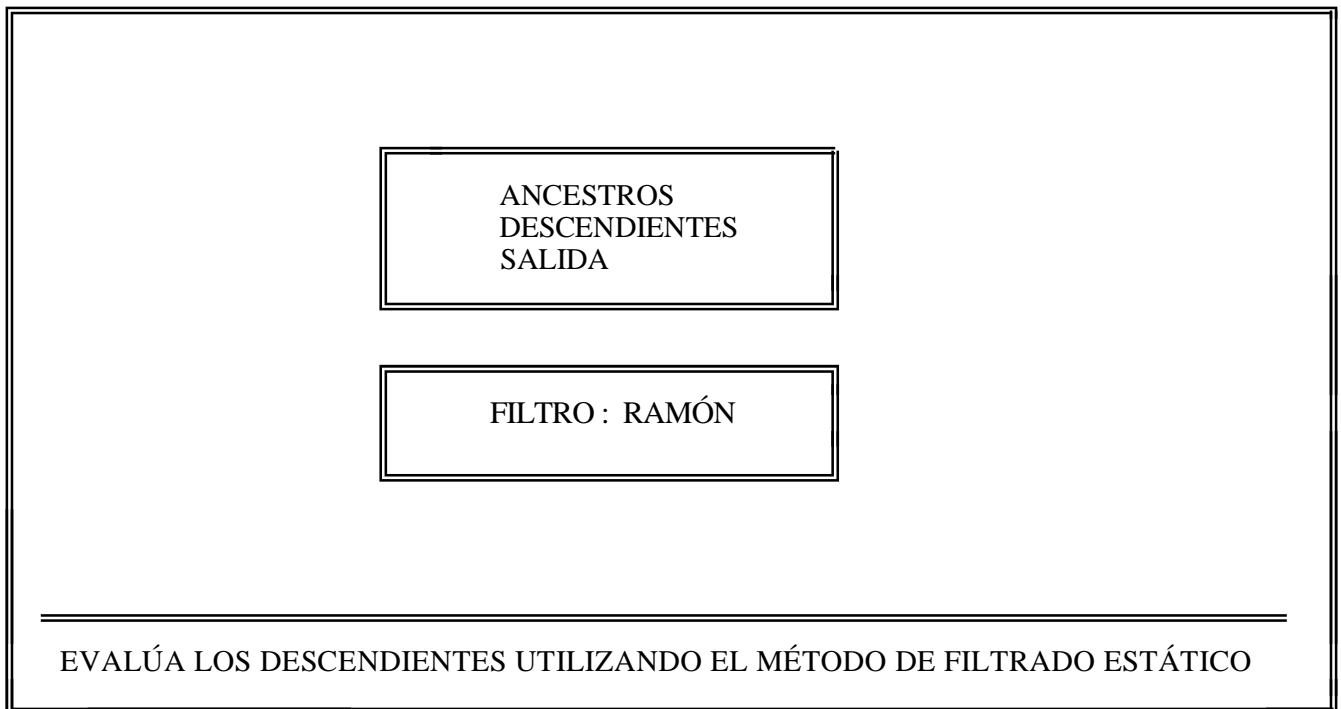 ANCESTROS
DESCENDIENTES
SALIDA
FILTRO : RAMÓN
EVALÚA LOS DESCENDIENTES UTILIZANDO EL MÉTODO DE FILTRADO ESTÁTICO